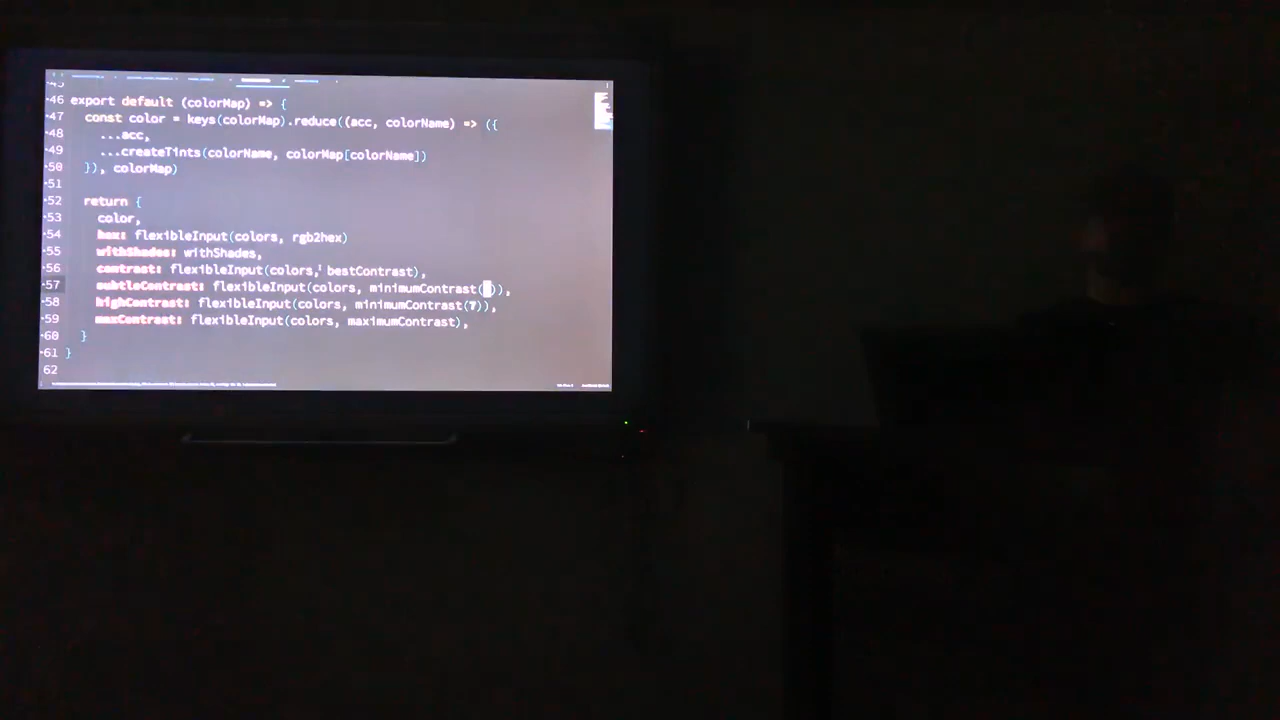 45
46 export default (colorMap) => {
47 const color = keys(colorMap).reduce((acc, colorName) => ({
48 ...acc,
49 ...createTints(colorName, colorMap[colorName])
50 }), colorMap)
51
52 return {
53 color,
54 hex: flexibleInput(colors, rgb2hex)
55 withShades: withShades,
56 contrast: flexibleInput(colors, bestContrast),
57 subtleContrast: flexibleInput(colors, minimumContrast()),
58 highContrast: flexibleInput(colors, minimumContrast(7)),
59 maxContrast: flexibleInput(colors, maximumContrast),
60 }
61 }
62